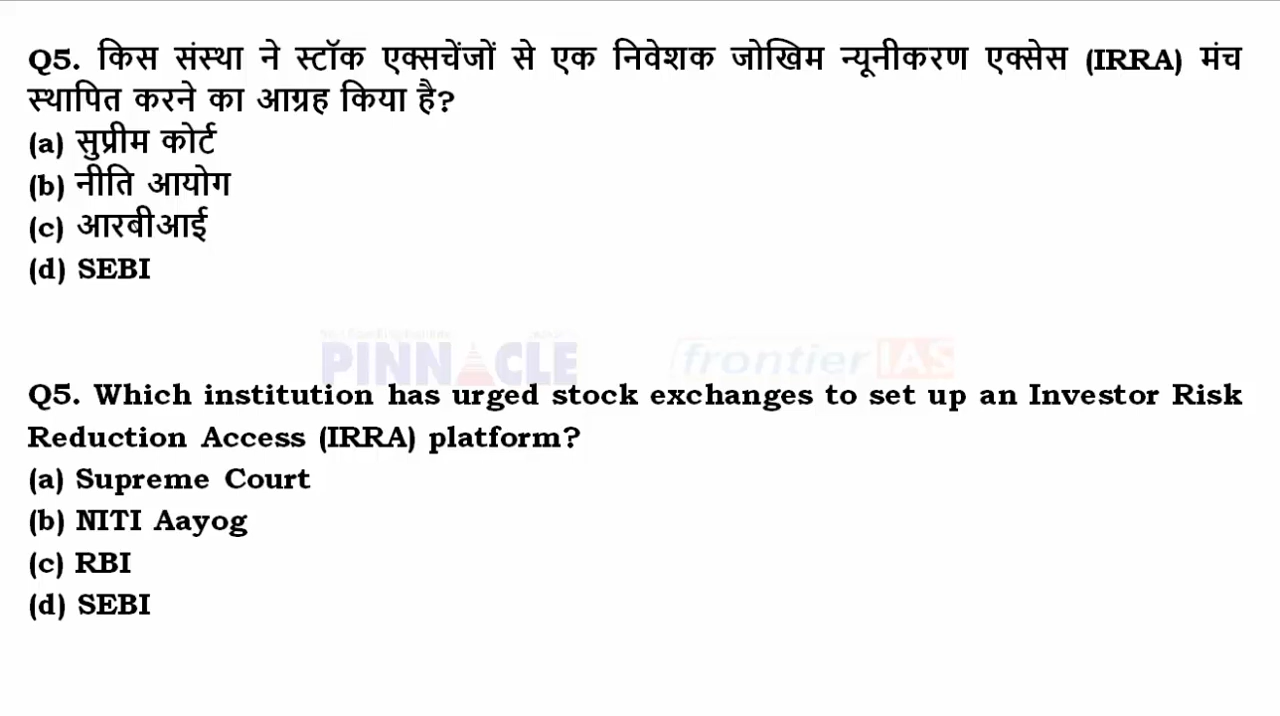 Q5. किस संस्था ने स्टॉक एक्सचेंजों से एक निवेशक जोखिम न्यूनीकरण एक्सेस (IRRA) मंच
स्थापित करने का आग्रह किया है?
(a) सुप्रीम कोर्ट
(b) नीति आयोग
(c) आरबीआई
(d) SEBI
PINNACLE frontier IAS
Q5. Which institution has urged stock exchanges to set up an Investor Risk
Reduction Access (IRRA) platform?
(a) Supreme Court
(b) NITI Aayog
(c) RBI
(d) SEBI